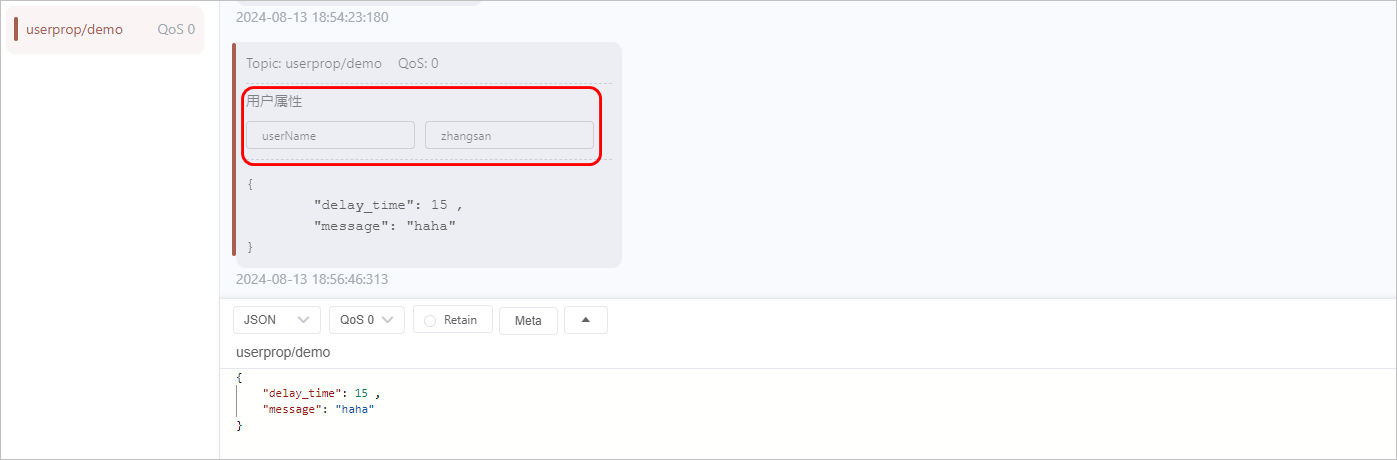 userprop/demo QoS 0
2024-08-13 18:54:23:180
Topic: userprop/demo QoS: 0
用户属性
userName zhangsan
{
"delay_time": 15 ,
"message": "haha"
}
2024-08-13 18:56:46:313
JSON QoS 0 Retain Meta
userprop/demo
{
"delay_time": 15 ,
"message": "haha"
}